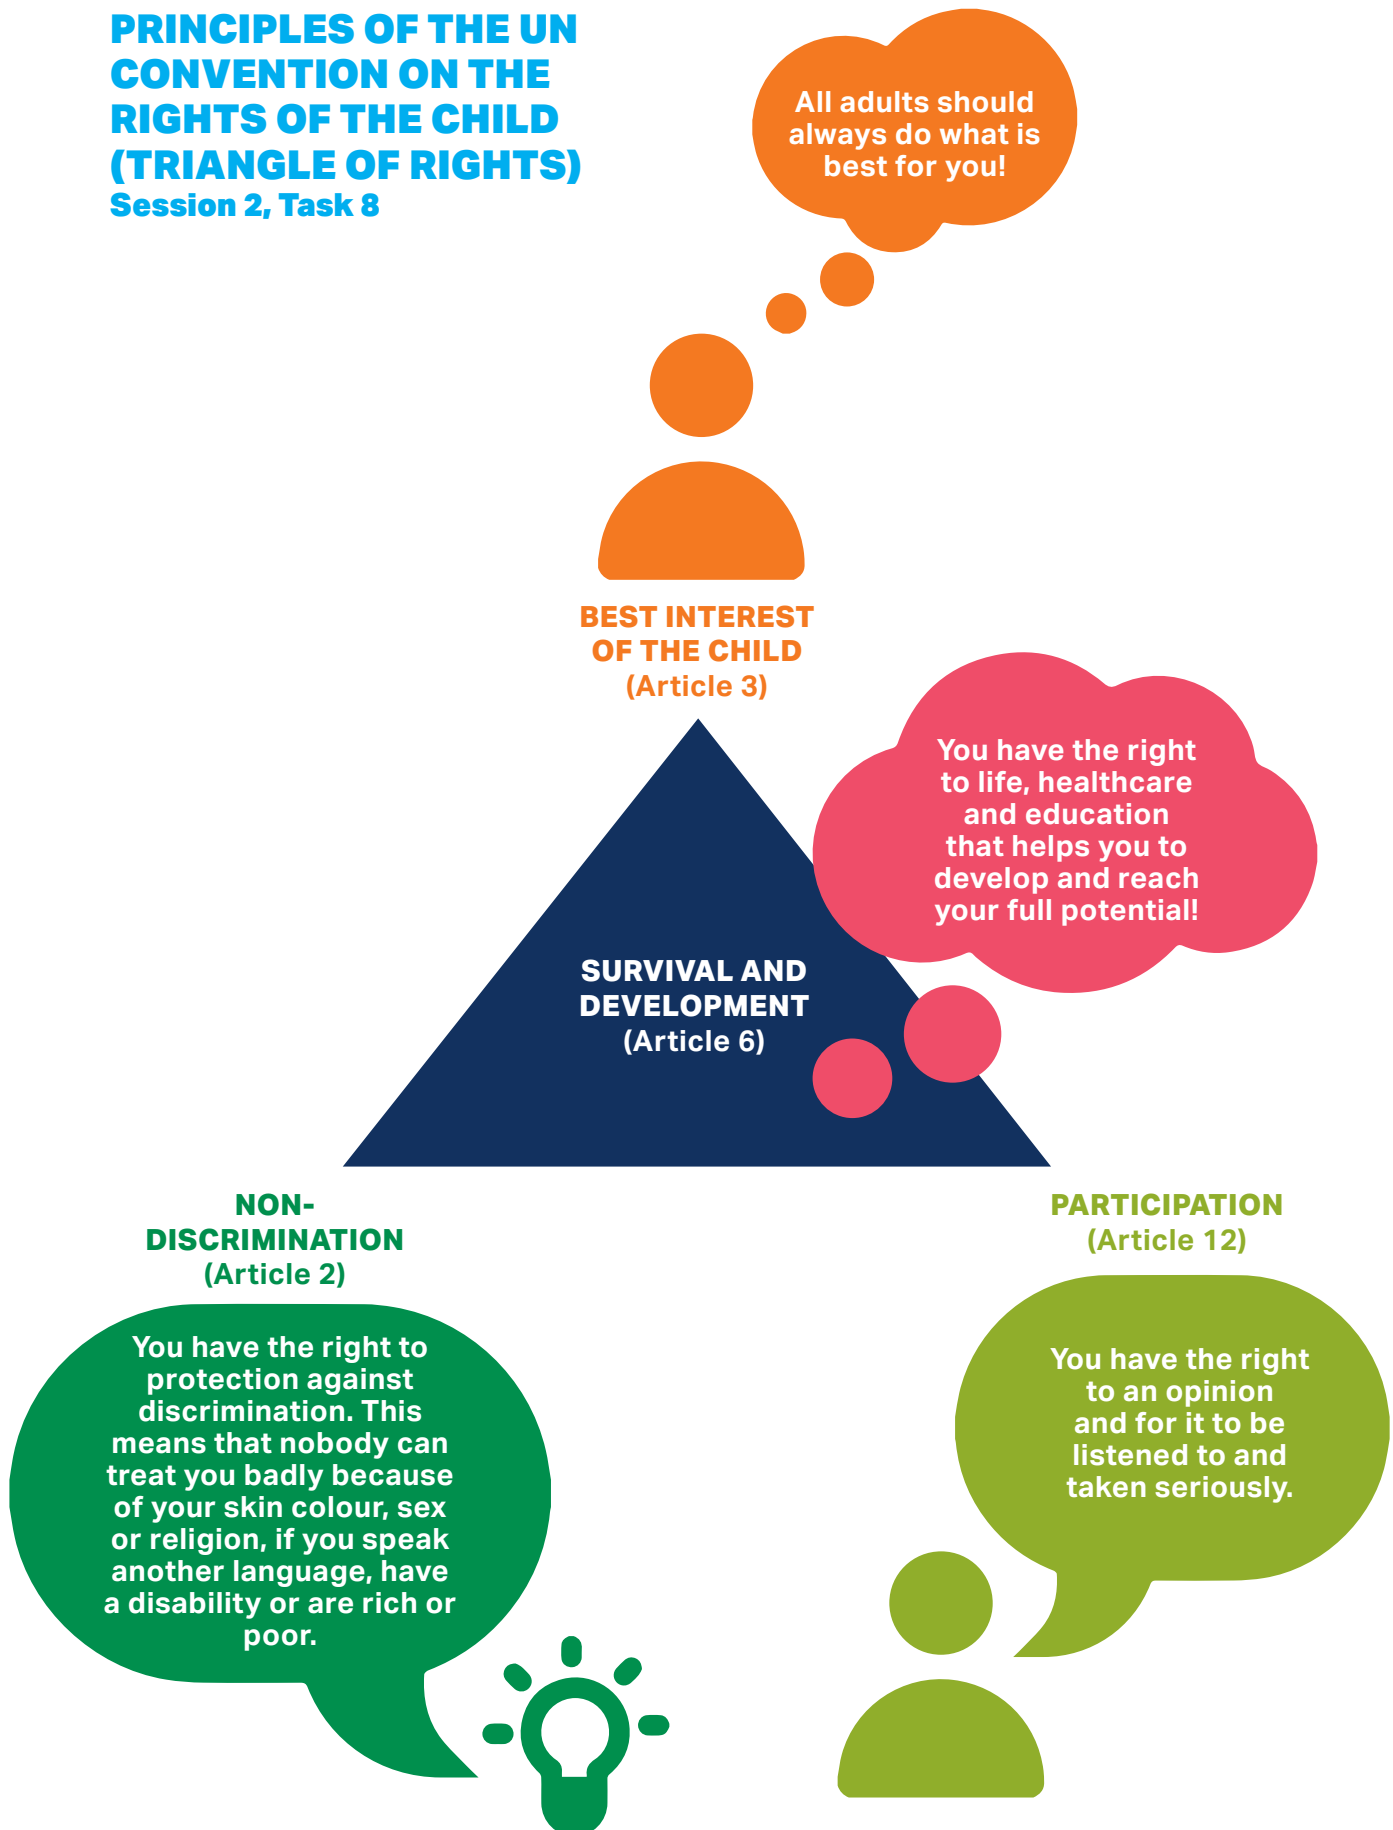 PRINCIPLES OF THE UN
CONVENTION ON THE
RIGHTS OF THE CHILD
(TRIANGLE OF RIGHTS)
Session 2, Task 8
All adults should
always do what is
best for you!
BEST INTEREST
OF THE CHILD
(Article 3)
You have the right
to life, healthcare
and education
that helps you to
develop and reach
your full potential!
SURVIVAL AND
DEVELOPMENT
(Article 6)
NON-
DISCRIMINATION
(Article 2)
You have the right to
protection against
discrimination. This
means that nobody can
treat you badly because
of your skin colour, sex
or religion, if you speak
another language, have
a disability or are rich or
poor.
PARTICIPATION
(Article 12)
You have the right
to an opinion
and for it to be
listened to and
taken seriously.